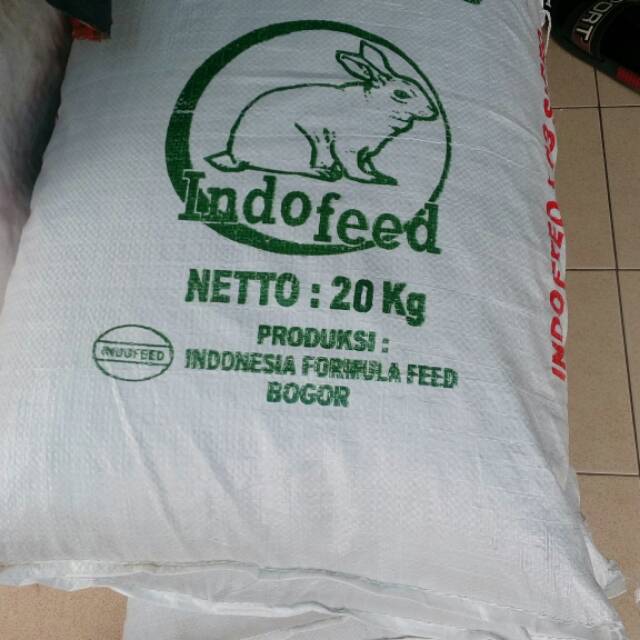 Indofeed
NETTO : 20 Kg
PRODUKSI :
INDOFEED
INDONESIA FORMULA FEED
BOGOR
INDOFEED